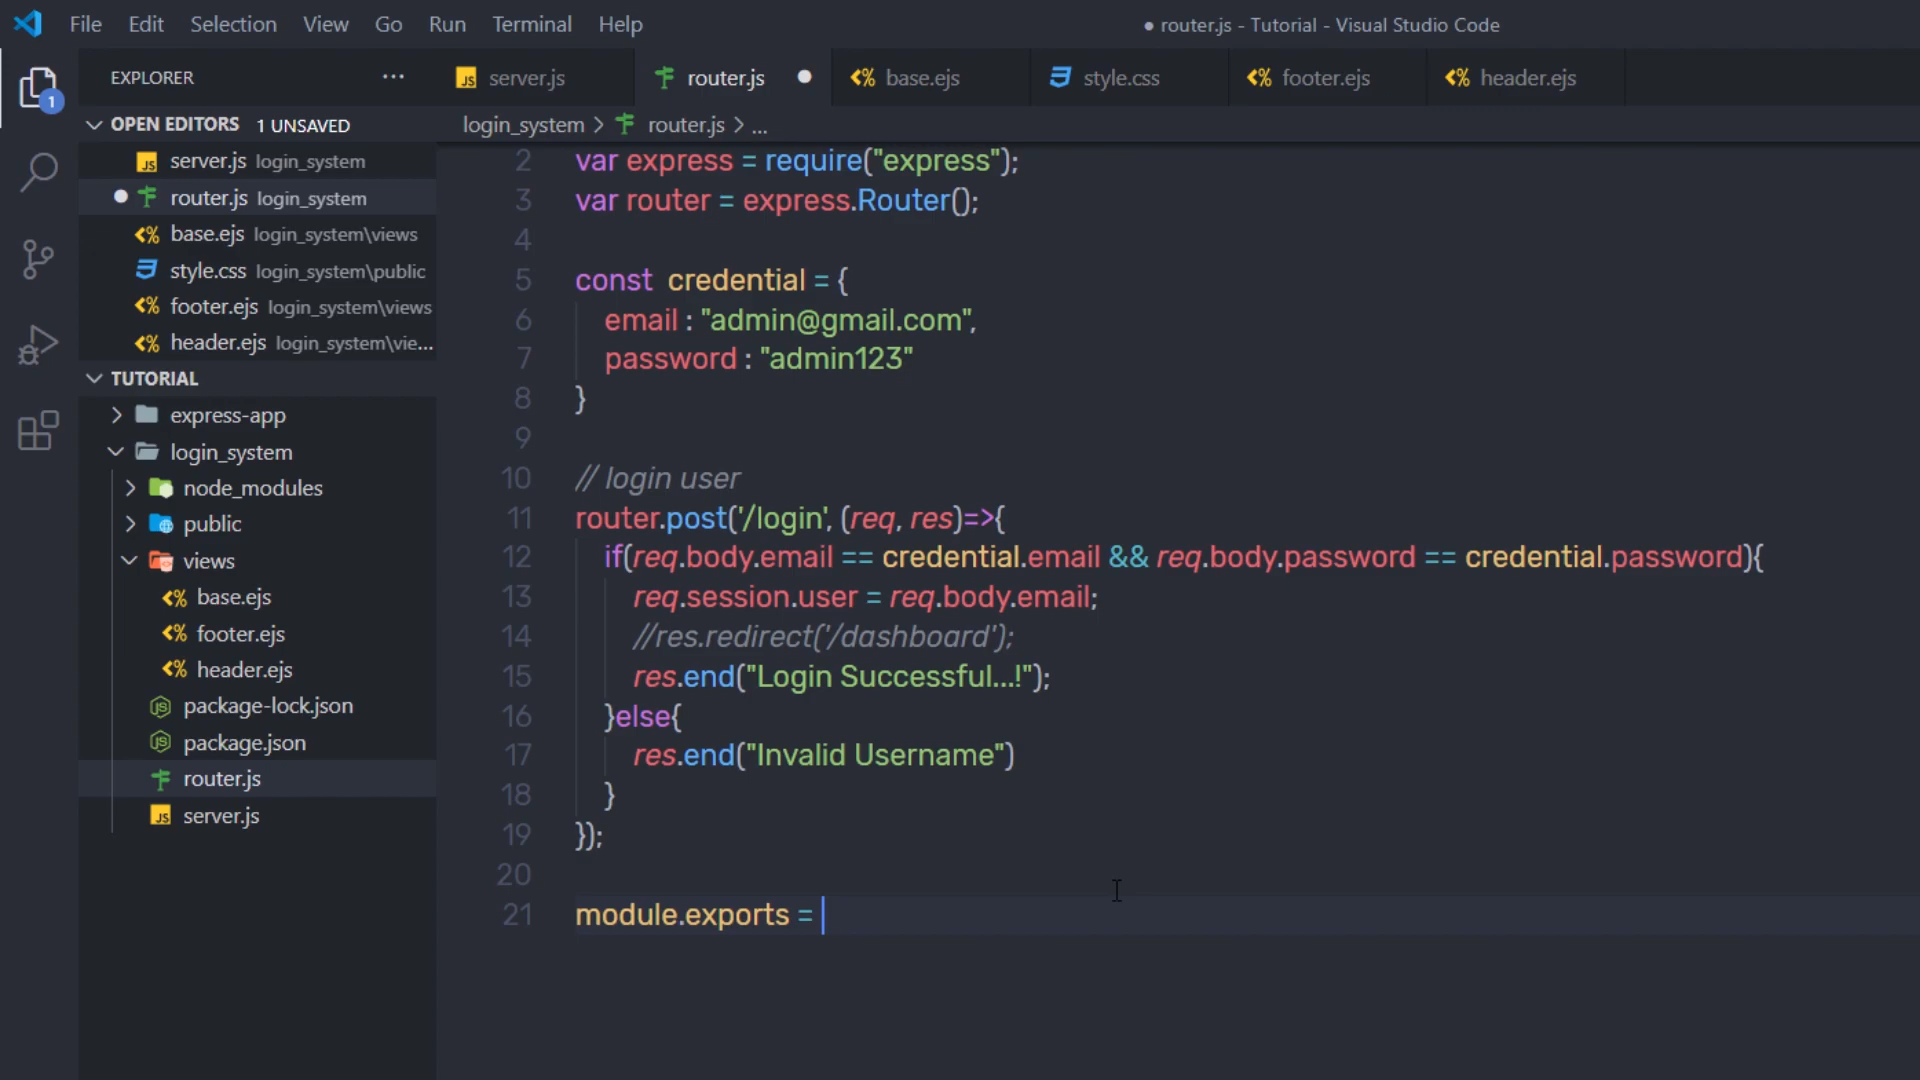 File Edit Selection View Go Run Terminal Help
● router.js - Tutorial - Visual Studio Code
EXPLORER ...
server.js
router.js
base.ejs
style.css
footer.ejs
header.ejs
1
OPEN EDITORS 1 UNSAVED
login_system > router.js > ...
server.js login_system
router.js login_system
base.ejs login_system\views
style.css login_system\public
footer.ejs login_system\views
header.ejs login_system\vie...
TUTORIAL
express-app
login_system
node_modules
public
views
base.ejs
footer.ejs
header.ejs
package-lock.json
package.json
router.js
server.js
2 var express = require("express");
3 var router = express.Router();
4
5 const credential = {
6 email : "admin@gmail.com",
7 password : "admin123"
8 }
9
10 // login user
11 router.post('/login', (req, res)=>{
12 if(req.body.email == credential.email && req.body.password == credential.password){
13 req.session.user = req.body.email;
14 //res.redirect('/dashboard');
15 res.end("Login Successful...!");
16 }else{
17 res.end("Invalid Username")
18 }
19 });
20
21 module.exports =